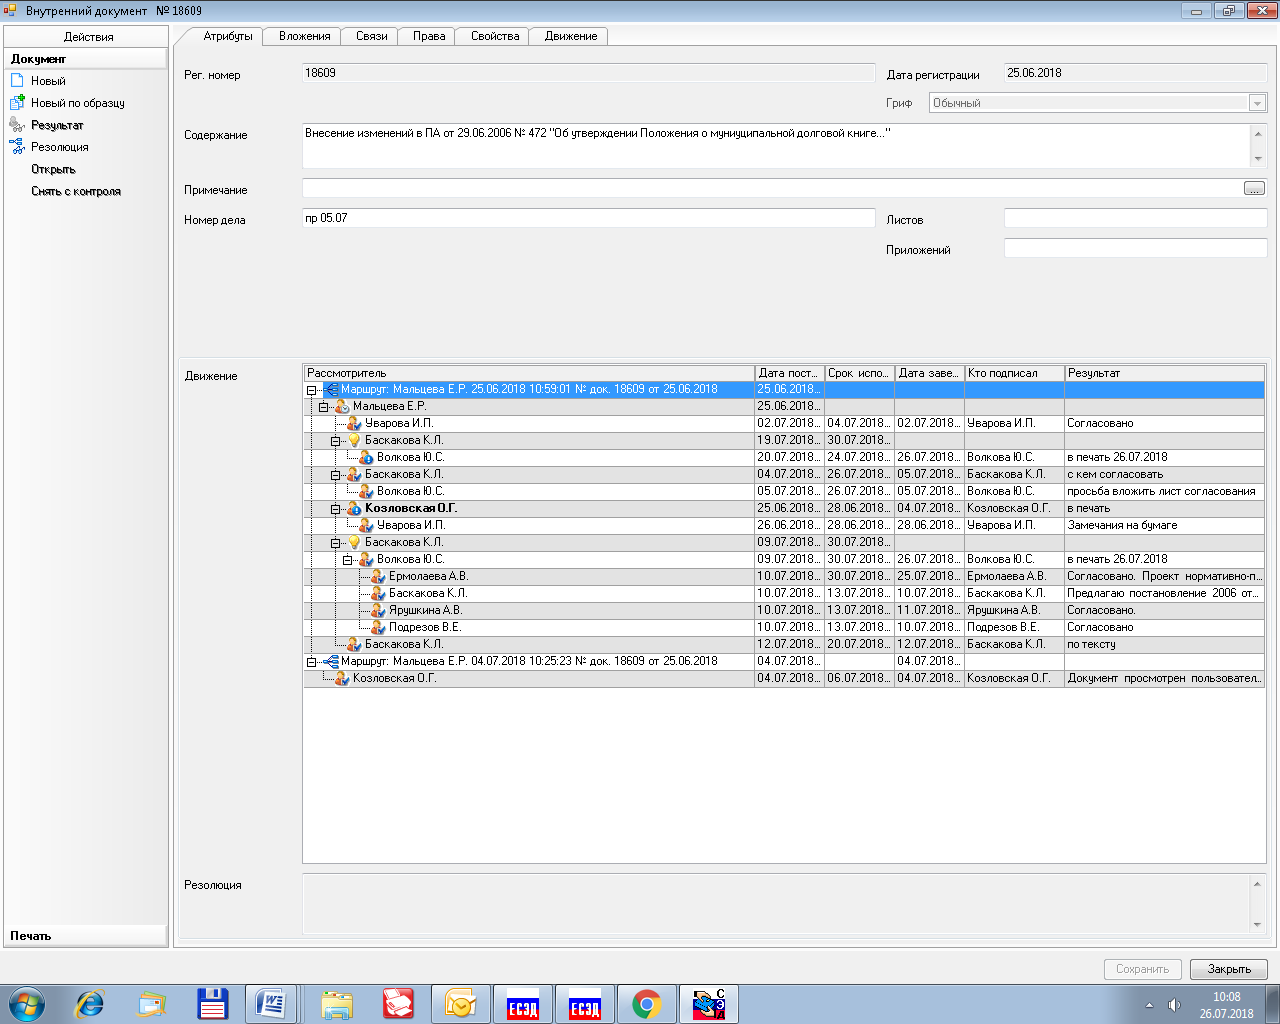 Внутренний документ № 18609
Действия
Документ
Новый
Новый по образцу
Результат
Резолюция
Открыть
Снять с контроля
Печать
Атрибуты Вложения Связи Права Свойства Движение
Рег. номер 18609 Дата регистрации 25.06.2018
Гриф Обычный
Содержание Внесение изменений в ПА от 29.06.2006 № 472 "Об утверждении Положения о муниуципальной долговой книге..."
Примечание ...
Номер дела пр 05.07 Листов
Приложений
Движение
Рассмотритель Дата пост... Срок испо... Дата заве... Кто подписал Результат
Маршрут: Мальцева Е.Р. 25.06.2018 10:59:01 № док. 18609 от 25.06.2018 25.06.2018...
Мальцева Е.Р. 25.06.2018...
Уварова И.П. 02.07.2018... 04.07.2018... 02.07.2018... Уварова И.П. Согласовано
Баскакова К.Л. 19.07.2018... 30.07.2018...
Волкова Ю.С. 20.07.2018... 24.07.2018... 26.07.2018... Волкова Ю.С. в печать 26.07.2018
Баскакова К.Л. 04.07.2018... 26.07.2018... 05.07.2018... Баскакова К.Л. с кем согласовать
Волкова Ю.С. 05.07.2018... 26.07.2018... 05.07.2018... Волкова Ю.С. просьба вложить лист согласования
Козловская О.Г. 25.06.2018... 28.06.2018... 04.07.2018... Козловская О.Г. в печать
Уварова И.П. 26.06.2018... 28.06.2018... 28.06.2018... Уварова И.П. Замечания на бумаге
Баскакова К.Л. 09.07.2018... 30.07.2018...
Волкова Ю.С. 09.07.2018... 30.07.2018... 26.07.2018... Волкова Ю.С. в печать 26.07.2018
Ермолаева А.В. 10.07.2018... 30.07.2018... 25.07.2018... Ермолаева А.В. Согласовано. Проект нормативно-п...
Баскакова К.Л. 10.07.2018... 13.07.2018... 10.07.2018... Баскакова К.Л. Предлагаю постановление 2006 от...
Ярушкина А.В. 10.07.2018... 13.07.2018... 11.07.2018... Ярушкина А.В. Согласовано.
Подрезов В.Е. 10.07.2018... 13.07.2018... 10.07.2018... Подрезов В.Е. Согласовано
Баскакова К.Л. 12.07.2018... 20.07.2018... 12.07.2018... Баскакова К.Л. по тексту
Маршрут: Мальцева Е.Р. 04.07.2018 10:25:23 № док. 18609 от 25.06.2018 04.07.2018... 04.07.2018...
Козловская О.Г. 04.07.2018... 06.07.2018... 04.07.2018... Козловская О.Г. Документ просмотрен пользовател...
Резолюция
Сохранить Закрыть
ЕСЭД ЕСЭД СЭД
10:08
26.07.2018